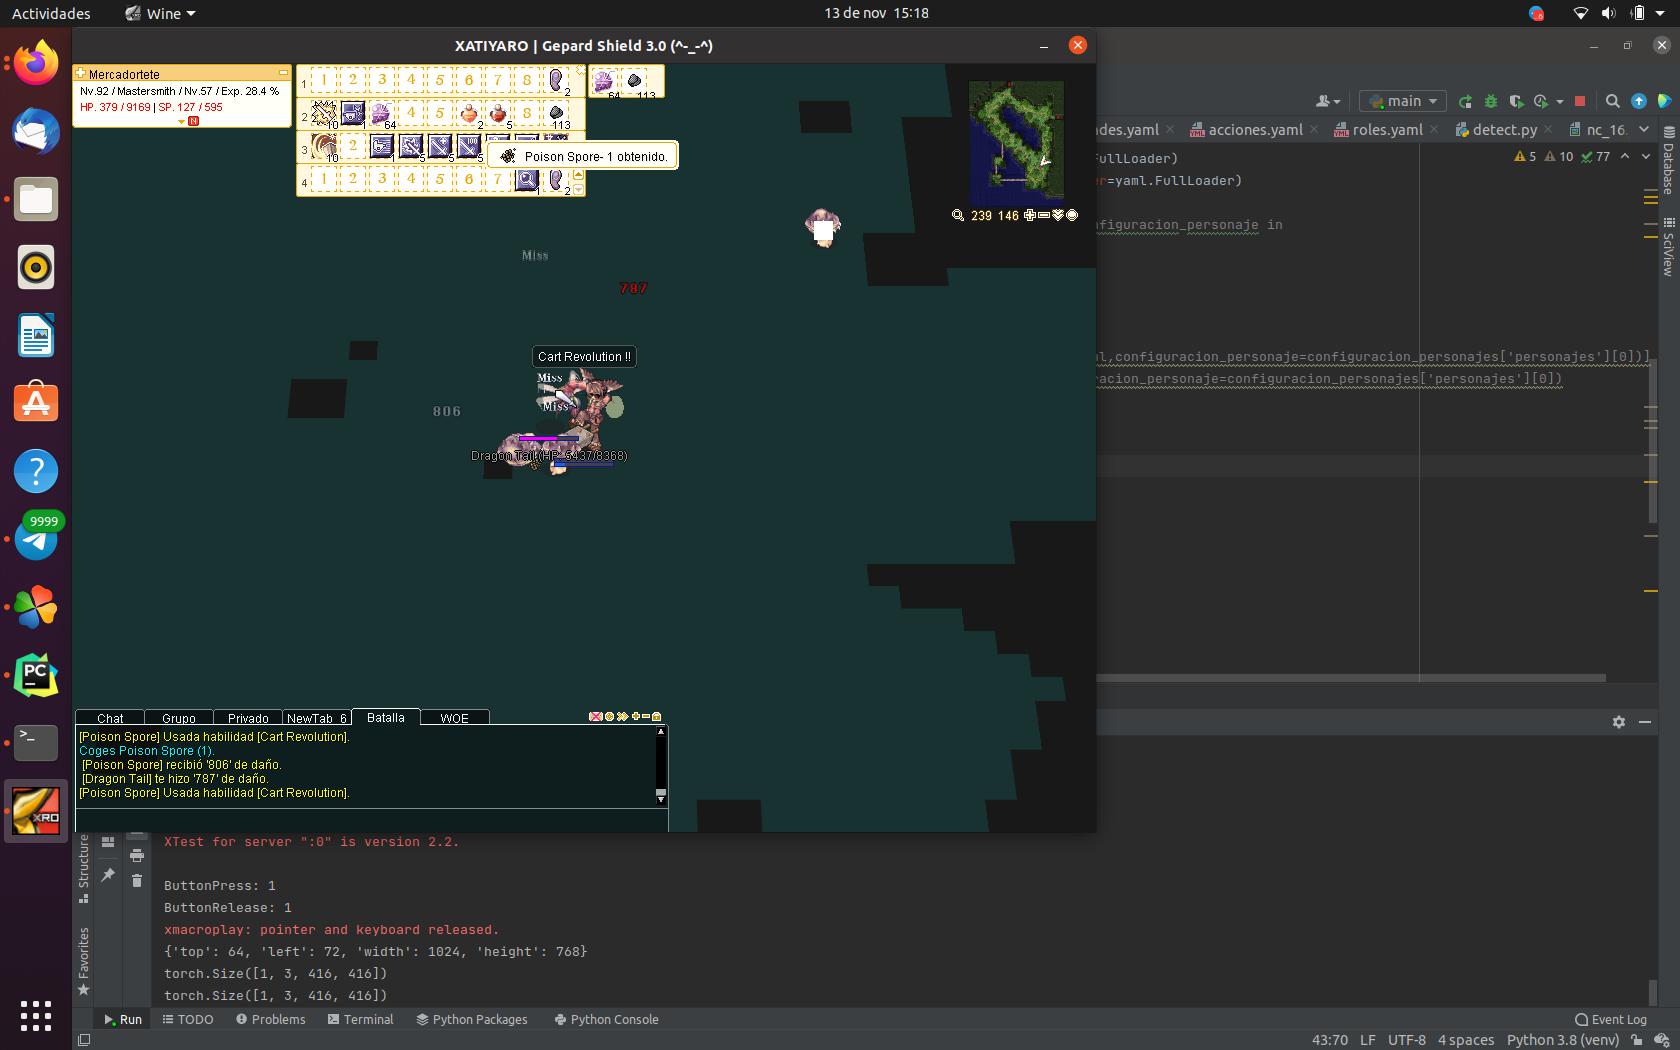 Actividades
Wine
13 de nov 15:18
XATIYARO | Gepard Shield 3.0 (^-_-^)
Mercadortete
Nv.92 / Mastersmith / Nv.57 / Exp. 28.4 %
HP. 379 / 9169 | SP. 127 / 595
1 1 2 3 4 5 6 7 8 2
64 113
2 10 64 4 5 2 5 8 113
3 10 2 1 5 5 5
Poison Spore- 1 obtenido.
4 1 2 3 4 5 6 7 1 2
239 146
main
acciones.yaml
roles.yaml
detect.py
nc_16.
FullLoader)
5 10 77
r=yaml.FullLoader)
Database
figuracion_personaje in
SciView
Miss
787
Cart Revolution !!
Miss
Miss
806
Dragon Tail (HP: 5437/8368)
l,configuracion_personaje=configuracion_personajes['personajes'][0])]
racion_personaje=configuracion_personajes['personajes'][0])
9999
PC
XRO
Chat
Grupo
Privado
NewTab 6
Batalla
WOE
[Poison Spore] Usada habilidad [Cart Revolution].
Coges Poison Spore (1).
[Poison Spore] recibió '806' de daño.
[Dragon Tail] te hizo '787' de daño.
[Poison Spore] Usada habilidad [Cart Revolution].
XTest for server ":0" is version 2.2.
ButtonPress: 1
ButtonRelease: 1
xmacroplay: pointer and keyboard released.
{'top': 64, 'left': 72, 'width': 1024, 'height': 768}
torch.Size([1, 3, 416, 416])
torch.Size([1, 3, 416, 416])
Structure
Favorites
Run
TODO
Problems
Terminal
Python Packages
Python Console
Event Log
43:70 LF UTF-8 4 spaces Python 3.8 (venv)